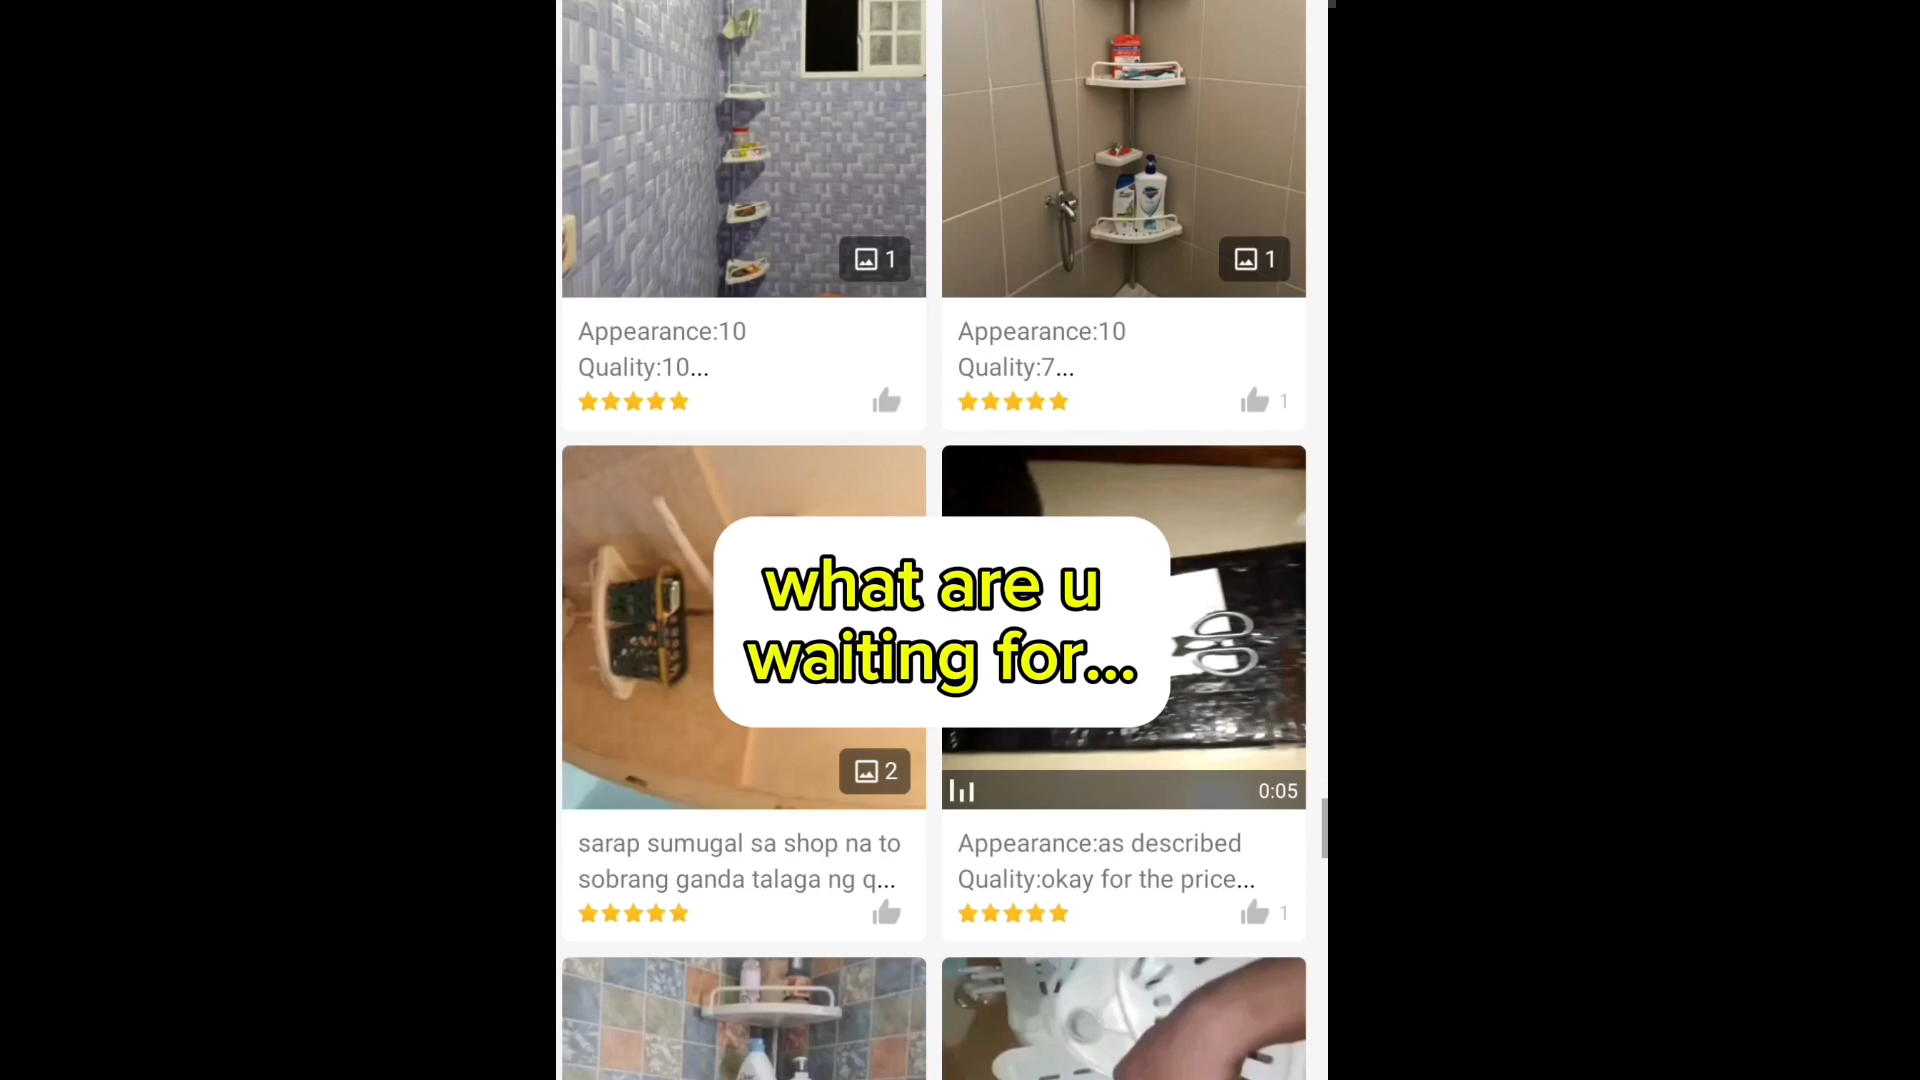 1
1
Appearance:10
Quality:10...
Appearance:10
Quality:7...
1
what are u
waiting for...
2
0:05
sarap sumugal sa shop na to
sobrang ganda talaga ng q...
Appearance:as described
Quality:okay for the price...
1